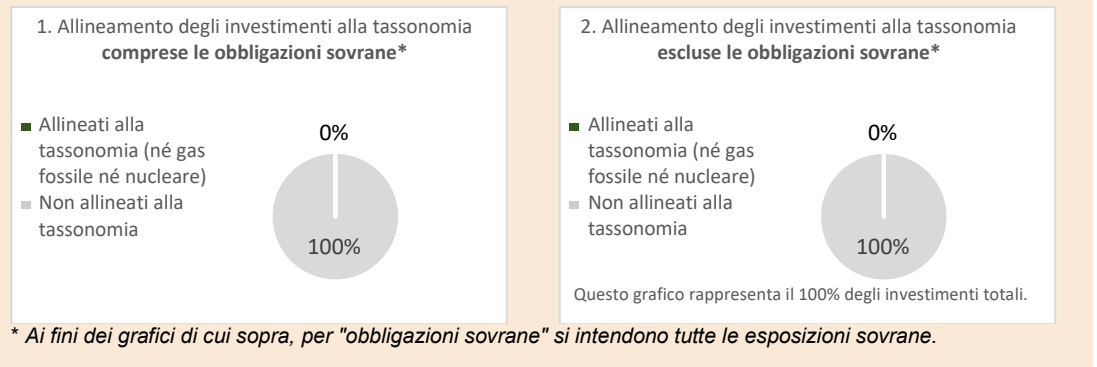 1. Allineamento degli investimenti alla tassonomia
comprese le obbligazioni sovrane*
Allineati alla
tassonomia (né gas
fossile né nucleare)
Non allineati alla
tassonomia
0%
100%
2. Allineamento degli investimenti alla tassonomia
escluse le obbligazioni sovrane*
Allineati alla
tassonomia (né gas
fossile né nucleare)
Non allineati alla
tassonomia
0%
100%
Questo grafico rappresenta il 100% degli investimenti totali.
* Ai fini dei grafici di cui sopra, per "obbligazioni sovrane" si intendono tutte le esposizioni sovrane.